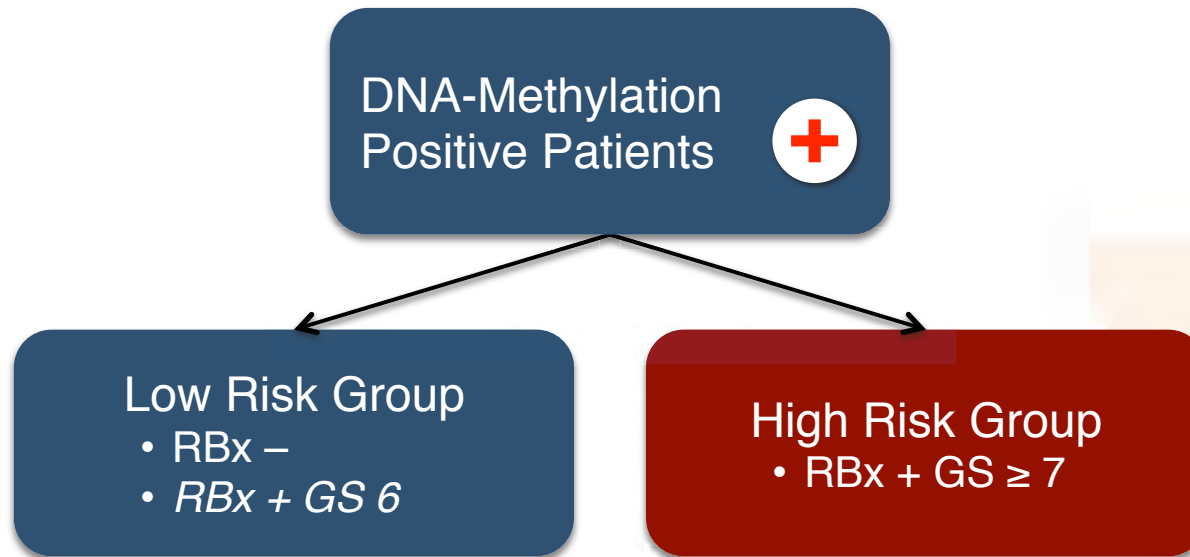 DNA-Methylation
Positive Patients
Low Risk Group
• RBx –
• RBx + GS 6
High Risk Group
• RBx + GS ≥ 7